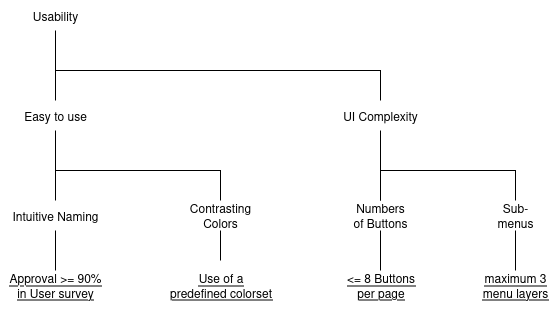 Usability
Easy to use
UI Complexity
Intuitive Naming
Contrasting
Colors
Numbers
of Buttons
Sub-
menus
Approval >= 90%
in User survey
Use of a
predefined colorset
<= 8 Buttons
per page
maximum 3
menu layers